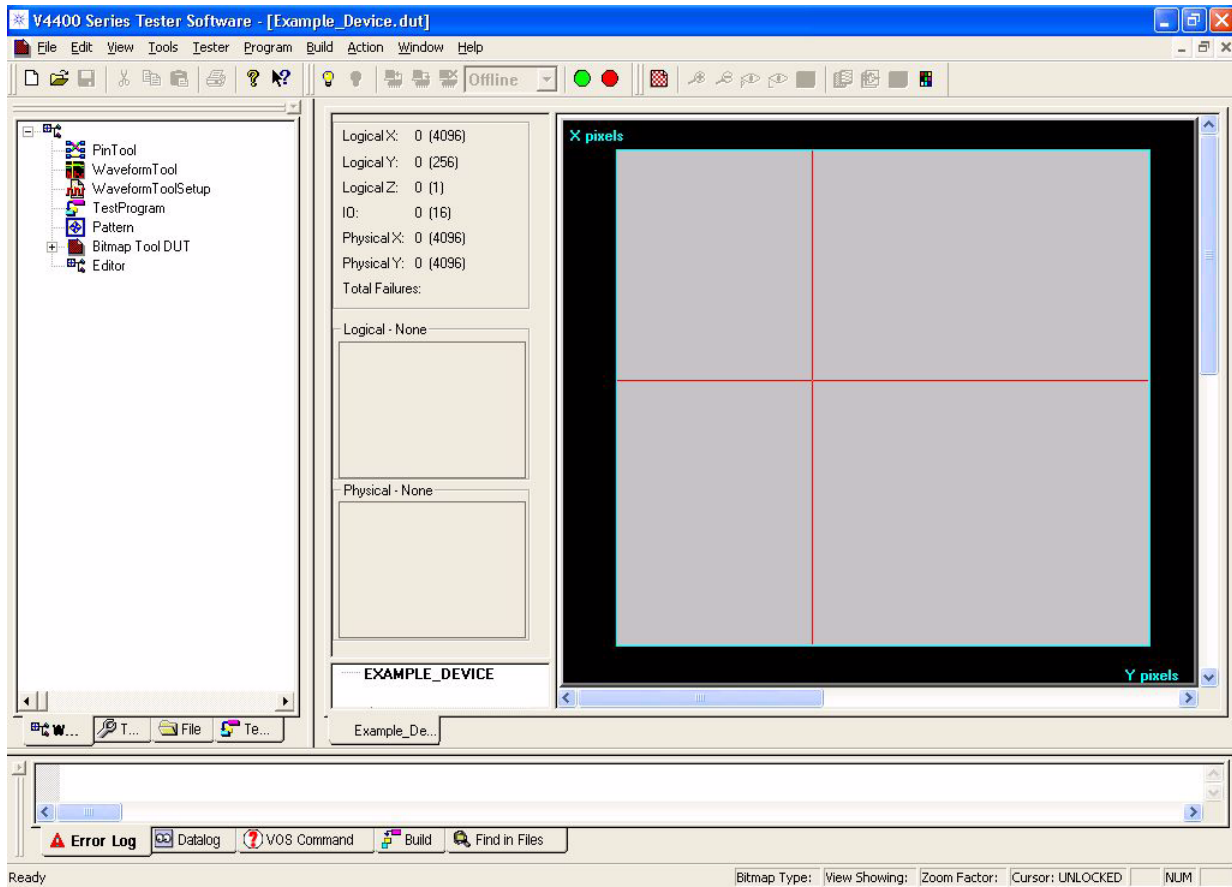 V4400 Series Tester Software - [Example_Device.dut]
File Edit View Tools Tester Program Build Action Window Help
Offline
PinTool
WaveformTool
WaveformToolSetup
TestProgram
Pattern
Bitmap Tool DUT
Editor
W... T... File Te...
Logical X: 0 (4096)
Logical Y: 0 (256)
Logical Z: 0 (1)
IO: 0 (16)
Physical X: 0 (4096)
Physical Y: 0 (4096)
Total Failures:
Logical - None
Physical - None
EXAMPLE_DEVICE
Example_De...
X pixels
Y pixels
Error Log Datalog VOS Command Build Find in Files
Ready Bitmap Type: View Showing: Zoom Factor: Cursor: UNLOCKED NUM